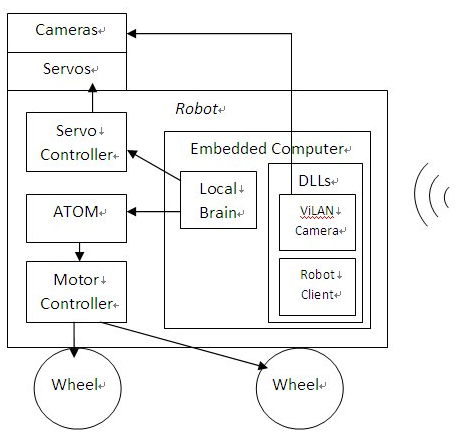 Cameras
Servos
Robot
Servo
Controller
Embedded Computer
DLLs
Local
Brain
ViLAN
Camera
ATOM
Robot
Client
Motor
Controller
Wheel
Wheel